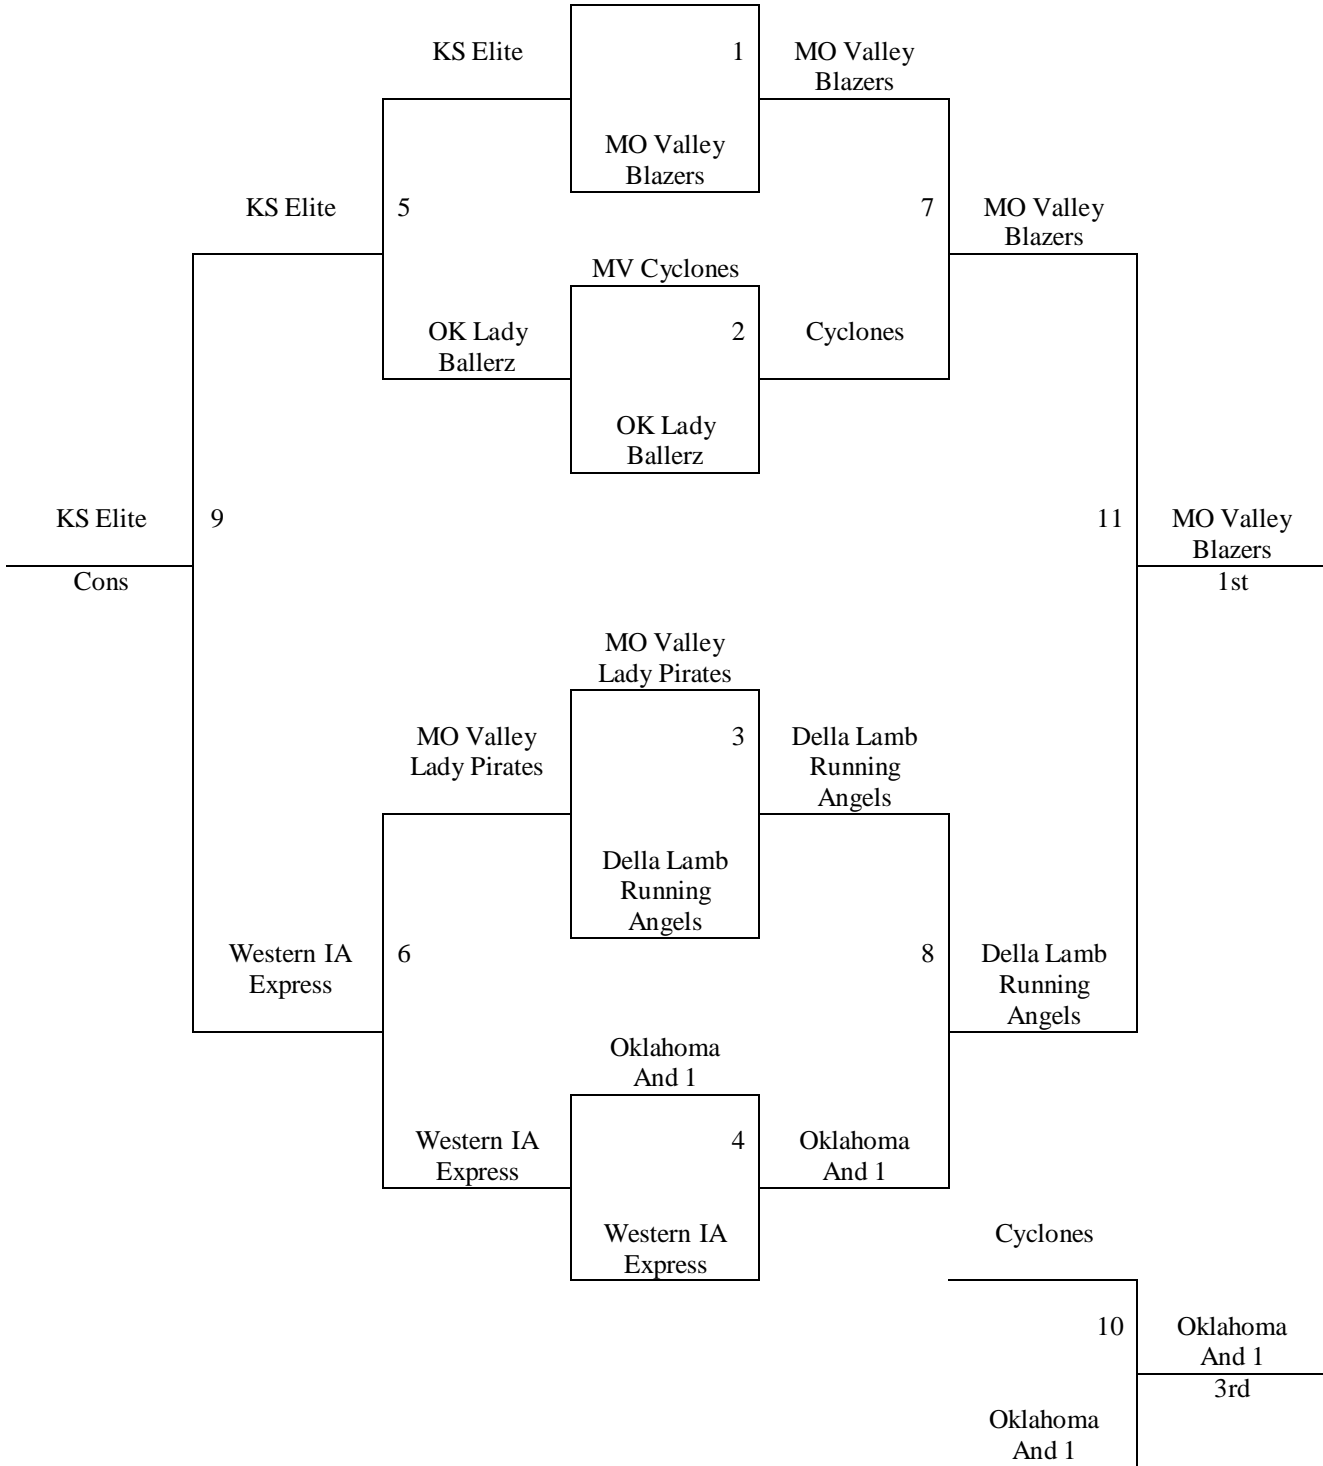 KS Elite
1
MO Valley
Blazers
MO Valley
Blazers
KS Elite
5
7
MO Valley
Blazers
MV Cyclones
OK Lady
Ballerz
2
Cyclones
OK Lady
Ballerz
KS Elite
9
11
MO Valley
Blazers
Cons
1st
MO Valley
Lady Pirates
MO Valley
Lady Pirates
3
Della Lamb
Running
Angels
Della Lamb
Running
Angels
Western IA
Express
6
8
Della Lamb
Running
Angels
Oklahoma
And 1
Western IA
Express
4
Oklahoma
And 1
Western IA
Express
Cyclones
10
Oklahoma
And 1
3rd
Oklahoma
And 1